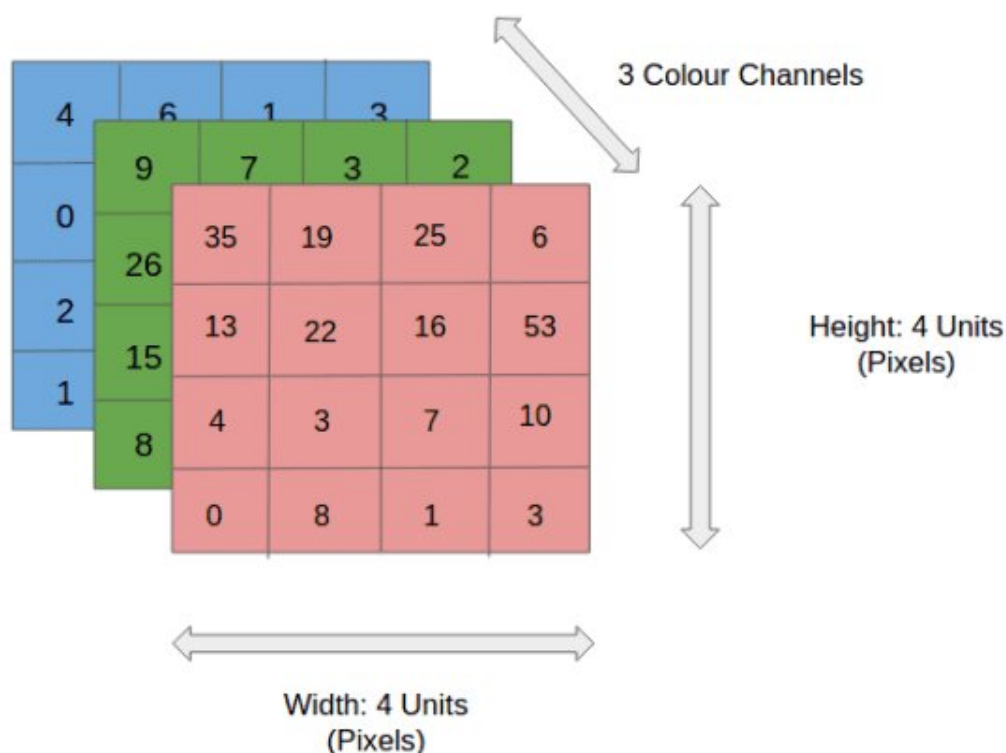 3 Colour Channels
4 6 1 3
9 7 3 2
0
35 19 25 6
26
2
13 22 16 53
Height: 4 Units
(Pixels)
15
1
4 3 7 10
8
0 8 1 3
Width: 4 Units
(Pixels)